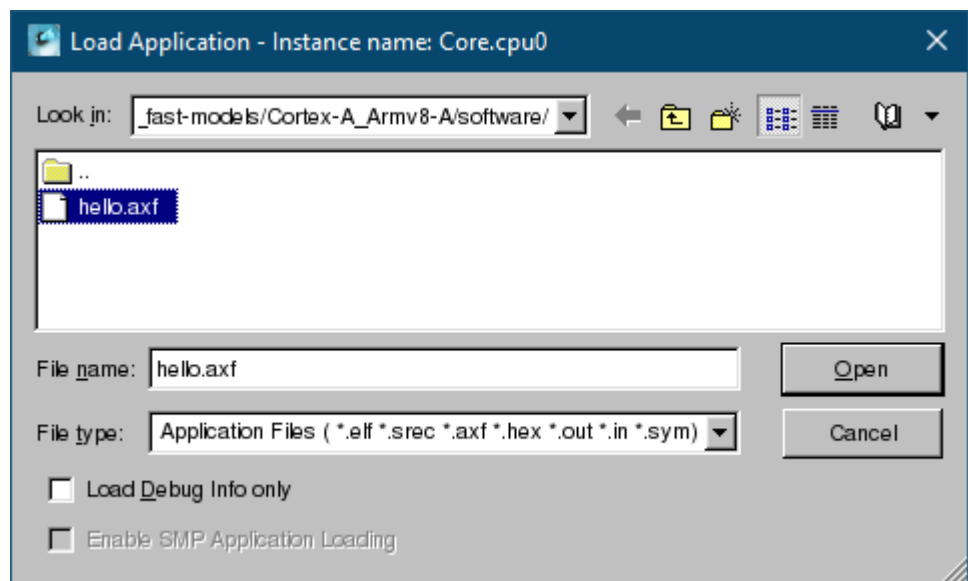 Load Application - Instance name: Core.cpu0
Look in: _fast-models/Cortex-A_Armv8-A/software/
..
hello.axf
File name: hello.axf
Open
File type: Application Files ( *.elf *.srec *.axf *.hex *.out *.in *.sym)
Cancel
Load Debug Info only
Enable SMP Application Loading